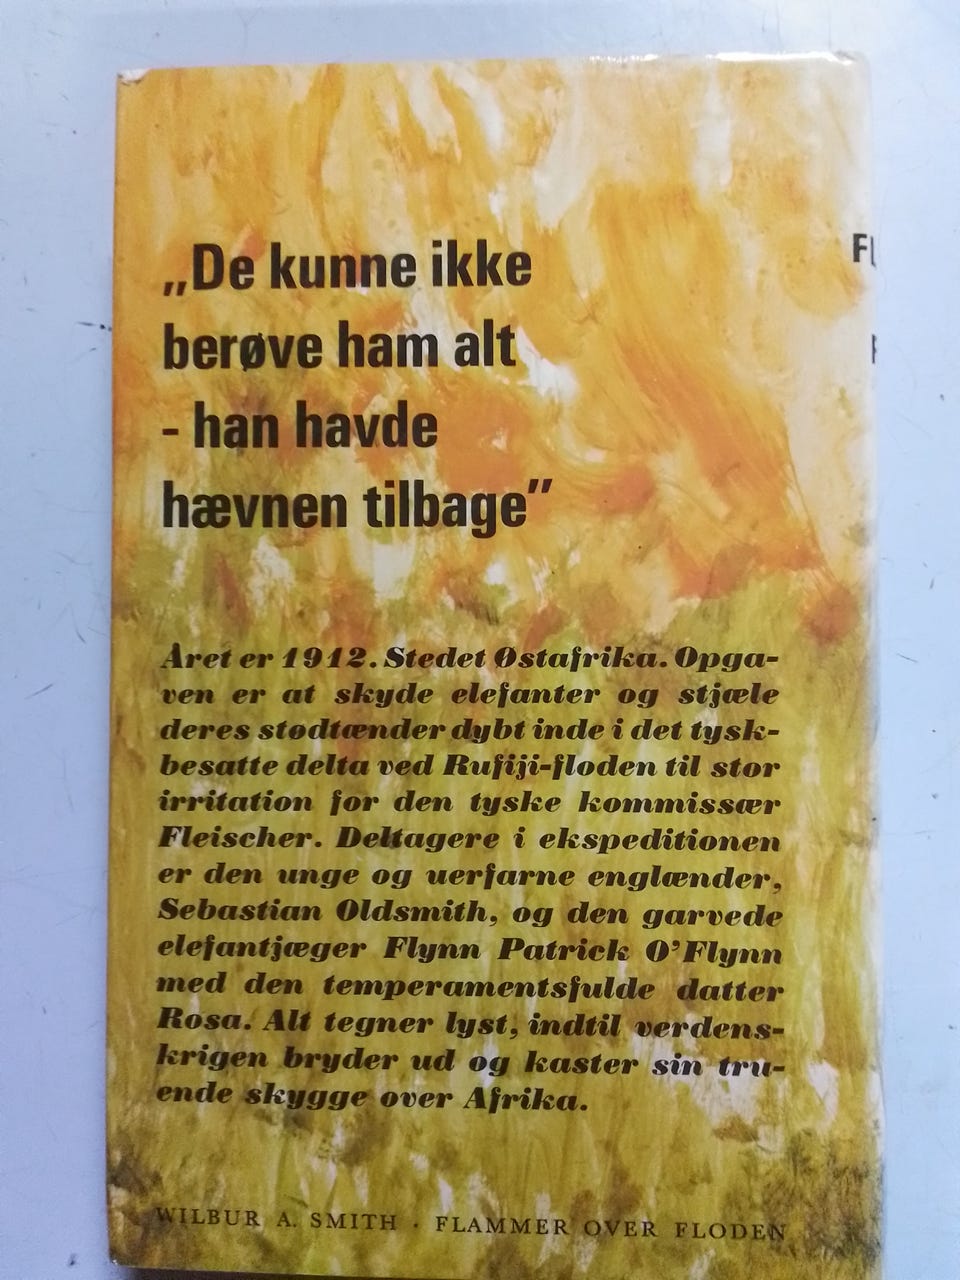 „De kunne ikke
berøve ham alt
- han havde
hævnen tilbage”
Året er 1912. Stedet Østafrika. Opga-
ven er at skyde elefanter og stjæle
deres stødtænder dybt inde i det tysk-
besatte delta ved Rufiji-floden til stor
irritation for den tyske kommissær
Fleischer. Deltagere i ekspeditionen
er den unge og uerfarne englænder,
Sebastian Oldsmith, og den garvede
elefantjæger Flynn Patrick O'Flynn
med den temperamentsfulde datter
Rosa. Alt tegner lyst, indtil verdens-
krigen bryder ud og kaster sin tru-
ende skygge over Afrika.
WILBUR A. SMITH · FLAMMER OVER FLODEN